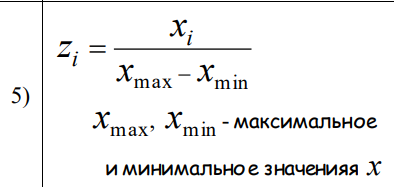 5) z_i = x_i / (x_max – x_min)
x_max, x_min - максимальное
и минимальное значенияя x